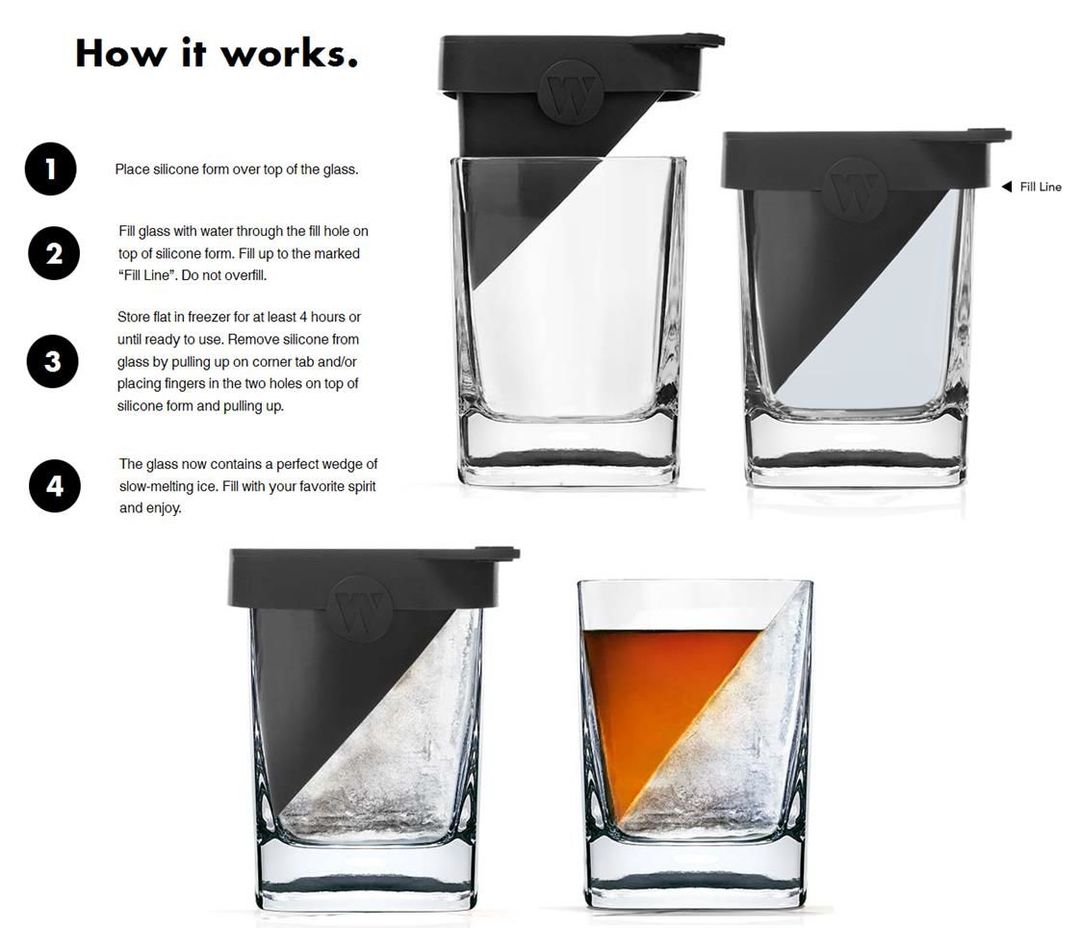 How it works.
1
Place silicone form over top of the glass.
2
Fill glass with water through the fill hole on
top of silicone form. Fill up to the marked
“Fill Line”. Do not overfill.
3
Store flat in freezer for at least 4 hours or
until ready to use. Remove silicone from
glass by pulling up on corner tab and/or
placing fingers in the two holes on top of
silicone form and pulling up.
4
The glass now contains a perfect wedge of
slow-melting ice. Fill with your favorite spirit
and enjoy.
W
W
Fill Line
W